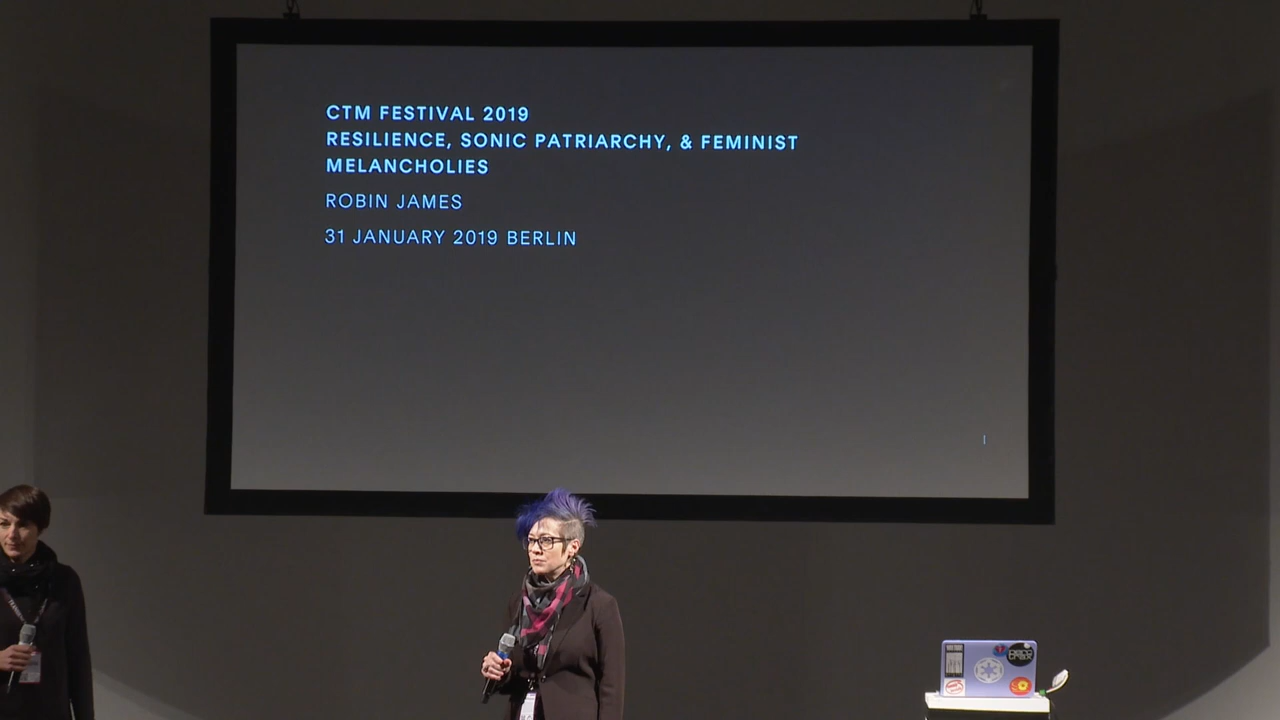 CTM FESTIVAL 2019
RESILIENCE, SONIC PATRIARCHY, & FEMINIST
MELANCHOLIES
ROBIN JAMES
31 JANUARY 2019 BERLIN